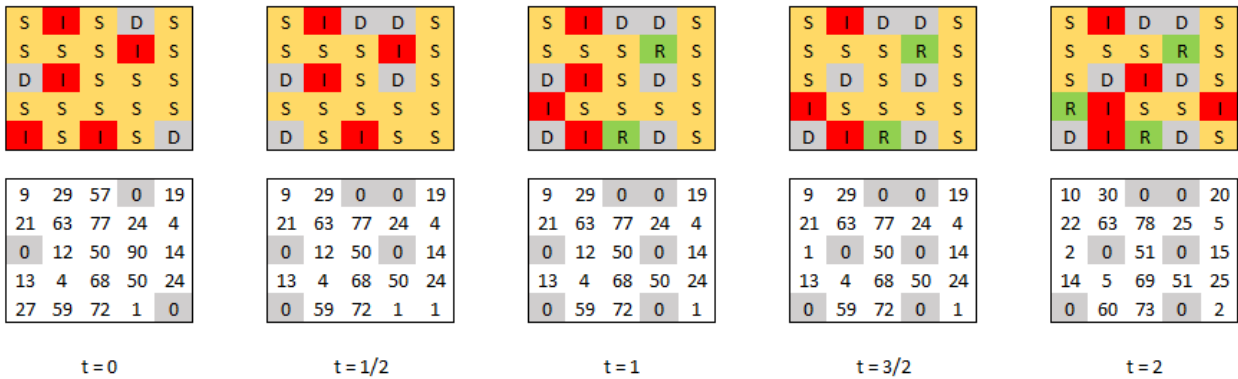 S I S D S S I D D S S I D D S S I D D S S I D D S
S S S I S S S S I S S S S R S S S S R S S S S R S
D I S S S D I S D S D I S D S S D S D S S D I D S
S S S S S S S S S S I S S S S I S S S S R I S S I
I S I S D D S I S S D I R D S D I R D S D I R D S
9 29 57 0 19 9 29 0 0 19 9 29 0 0 19 9 29 0 0 19 10 30 0 0 20
21 63 77 24 4 21 63 77 24 4 21 63 77 24 4 21 63 77 24 4 22 63 78 25 5
0 12 50 90 14 0 12 50 0 14 0 12 50 0 14 1 0 50 0 14 2 0 51 0 15
13 4 68 50 24 13 4 68 50 24 13 4 68 50 24 13 4 68 50 24 14 5 69 51 25
27 59 72 1 0 0 59 72 1 1 0 59 72 0 1 0 59 72 0 1 0 60 73 0 2
t = 0 t = 1/2 t = 1 t = 3/2 t = 2